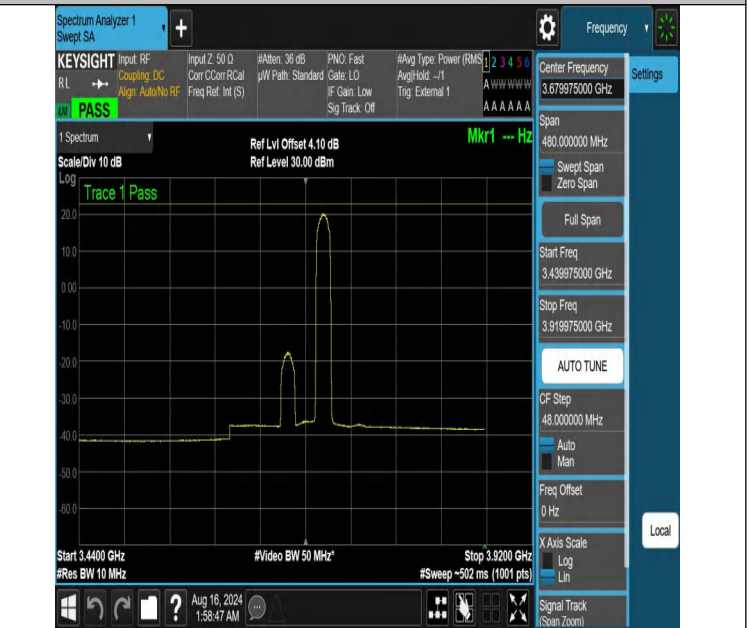 Spectrum Analyzer 1
Swept SA
+
Frequency
KEYSIGHT
RL
LXI
PASS
Input: RF
Coupling: DC
Align: Auto/No RF
Input Z: 50 Ω
Corr CCorr RCal
Freq Ref: Int (S)
#Atten: 36 dB
µW Path: Standard
PNO: Fast
Gate: LO
IF Gain: Low
Sig Track: Off
#Avg Type: Power (RMS
Avg|Hold: --/1
Trig: External 1
1 2 3 4 5 6
A W W W W W
A A A A A A
Center Frequency
3.679975000 GHz
Settings
Span
480.000000 MHz
Swept Span
Zero Span
Full Span
Start Freq
3.439975000 GHz
Stop Freq
3.919975000 GHz
AUTO TUNE
CF Step
48.000000 MHz
Auto
Man
Freq Offset
0 Hz
X Axis Scale
Log
Lin
Signal Track
(Span Zoom)
Local
1 Spectrum
Scale/Div 10 dB
Ref Lvl Offset 4.10 dB
Ref Level 30.00 dBm
Mkr1 --- Hz
Log
Trace 1 Pass
20.0
10.0
0.00
-10.0
-20.0
-30.0
-40.0
-50.0
-60.0
Start 3.4400 GHz
#Res BW 10 MHz
#Video BW 50 MHz*
Stop 3.9200 GHz
#Sweep ~502 ms (1001 pts)
?
Aug 16, 2024
1:58:47 AM